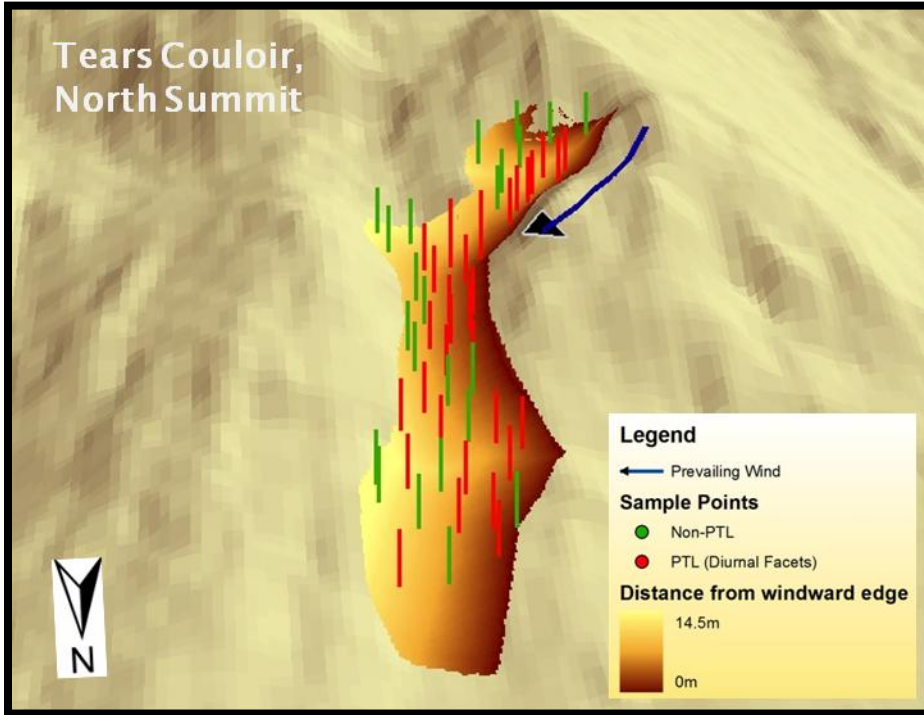 Tears Couloir,
North Summit
Legend
Prevailing Wind
Sample Points
Non-PTL
PTL (Diurnal Facets)
Distance from windward edge
14.5m
0m
N